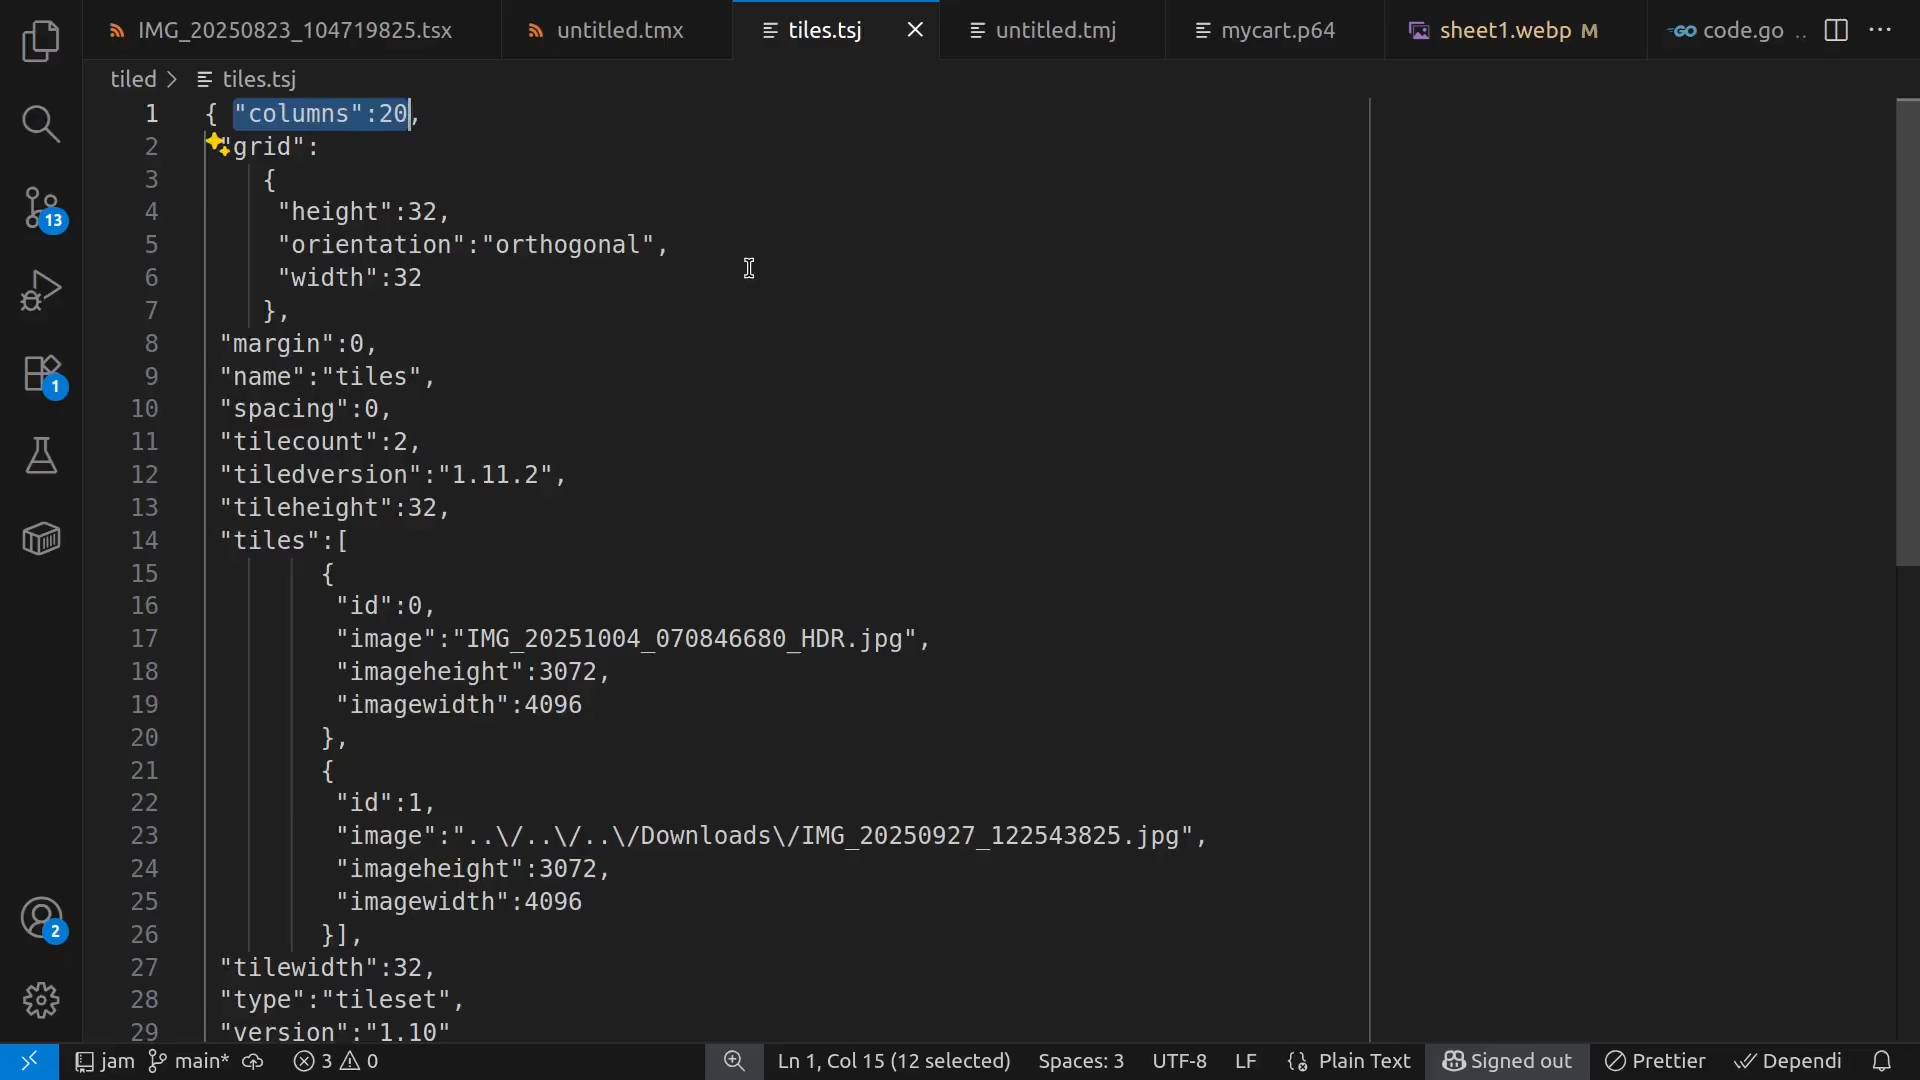 IMG_20250823_104719825.tsx untitled.tmx tiles.tsj untitled.tmj mycart.p64 sheet1.webp M code.go ..
tiled > tiles.tsj
1 { "columns":20,
2 "grid":
3 {
4 "height":32,
5 "orientation":"orthogonal",
6 "width":32
7 },
8 "margin":0,
9 "name":"tiles",
10 "spacing":0,
11 "tilecount":2,
12 "tiledversion":"1.11.2",
13 "tileheight":32,
14 "tiles":[
15 {
16 "id":0,
17 "image":"IMG_20251004_070846680_HDR.jpg",
18 "imageheight":3072,
19 "imagewidth":4096
20 },
21 {
22 "id":1,
23 "image":"..\/..\/..\/Downloads\/IMG_20250927_122543825.jpg",
24 "imageheight":3072,
25 "imagewidth":4096
26 }],
27 "tilewidth":32,
28 "type":"tileset",
29 "version":"1.10"
13
1
2
jam main* 3 0 Ln 1, Col 15 (12 selected) Spaces: 3 UTF-8 LF Plain Text Signed out Prettier Dependi